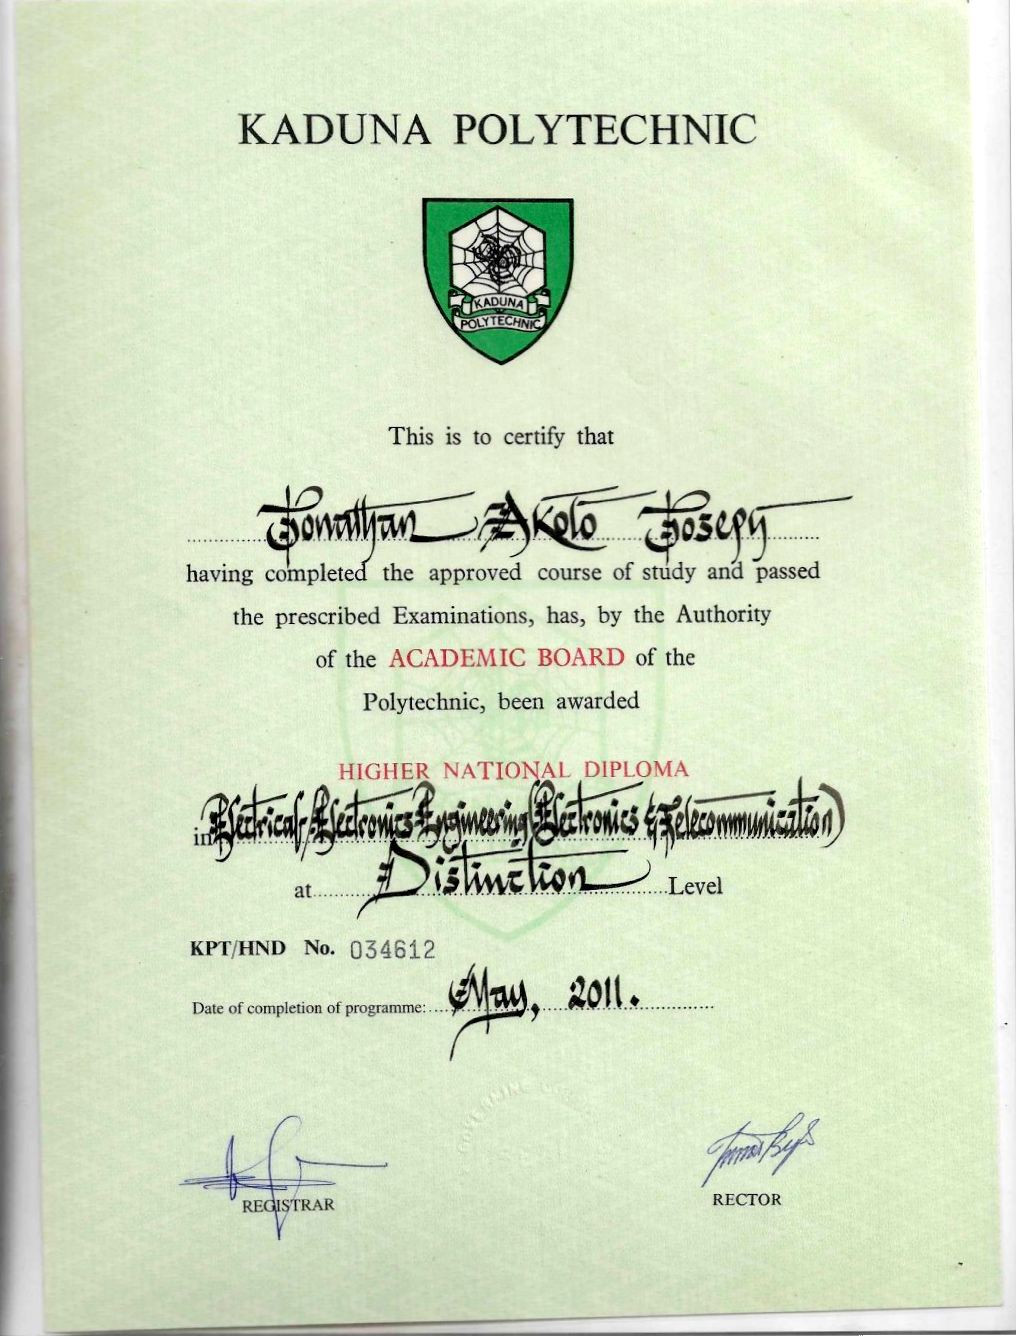 KADUNA POLYTECHNIC
KADUNA
POLYTECHNIC
This is to certify that
Jonathan Akolo Joseph
having completed the approved course of study and passed
the prescribed Examinations, has, by the Authority
of the ACADEMIC BOARD of the
Polytechnic, been awarded
HIGHER NATIONAL DIPLOMA
in Electrical/Electronics Engineering (Electronics & Telecommunication)
at Distinction Level
KPT/HND No. 034612
Date of completion of programme: May, 2011.
REGISTRAR
RECTOR